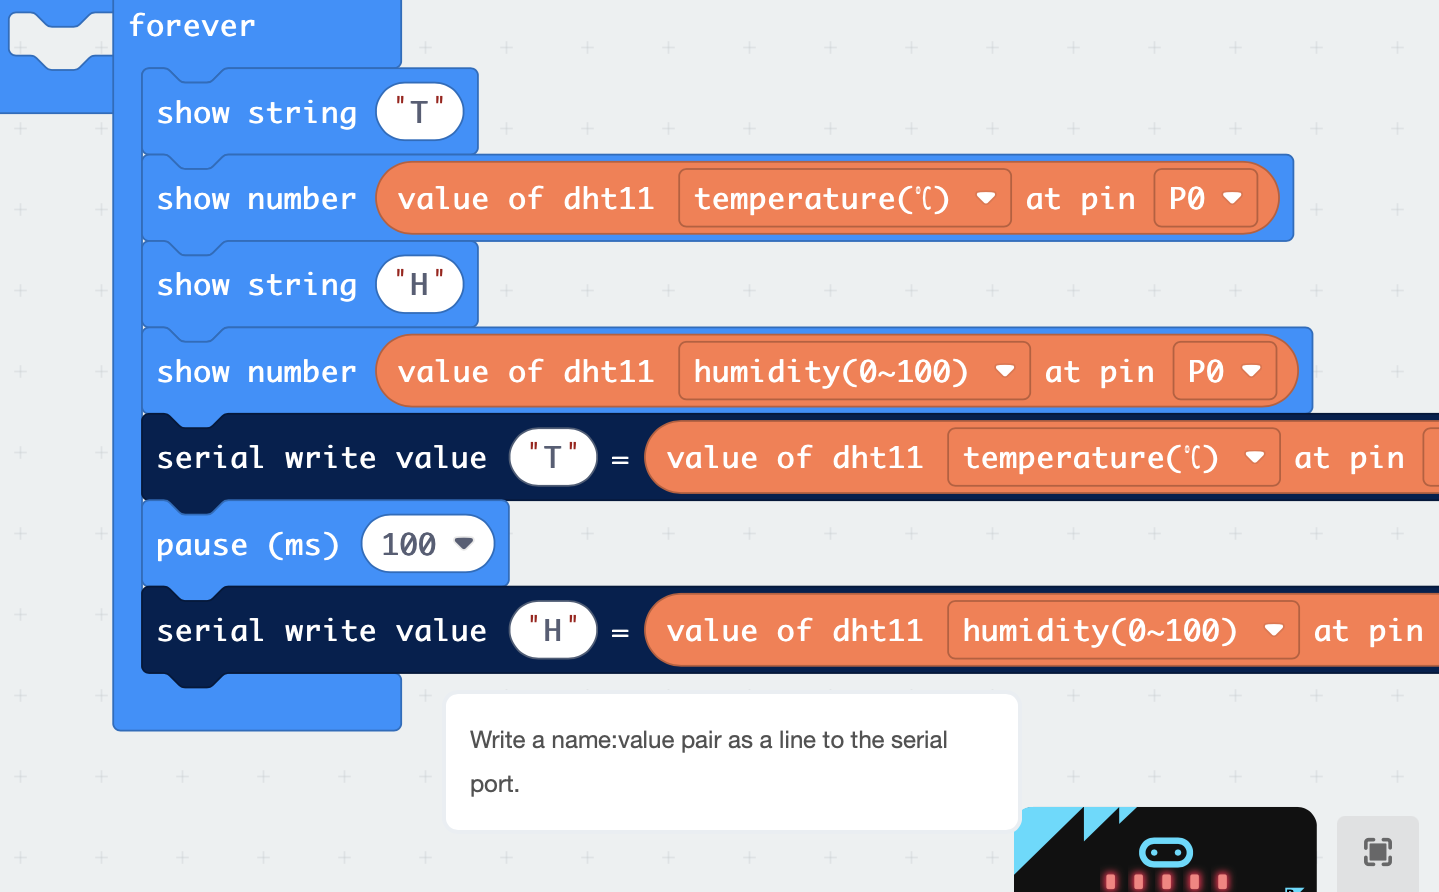 forever
show string "T"
show number value of dht11 temperature(℃) at pin P0
show string "H"
show number value of dht11 humidity(0~100) at pin P0
serial write value "T" = value of dht11 temperature(℃) at pin
pause (ms) 100
serial write value "H" = value of dht11 humidity(0~100) at pin
Write a name:value pair as a line to the serial
port.